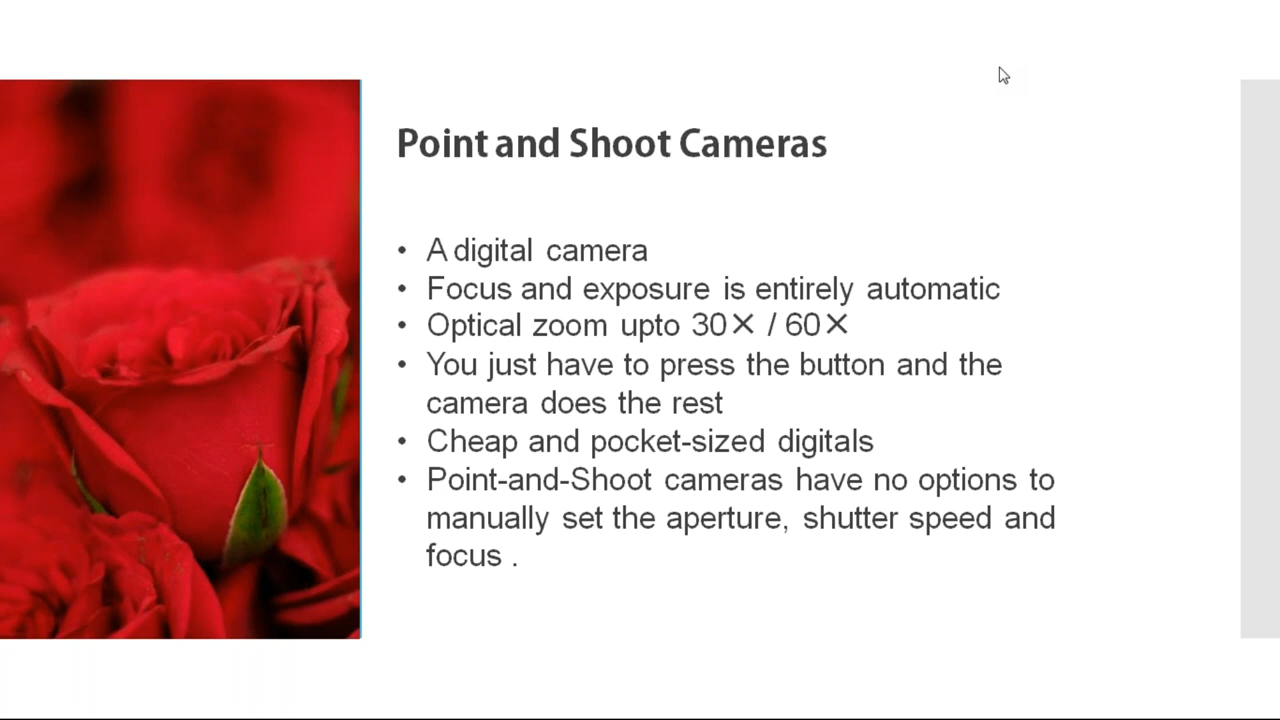 Point and Shoot Cameras
• A digital camera
• Focus and exposure is entirely automatic
• Optical zoom upto 30✕ / 60✕
• You just have to press the button and the
camera does the rest
• Cheap and pocket-sized digitals
• Point-and-Shoot cameras have no options to
manually set the aperture, shutter speed and
focus .